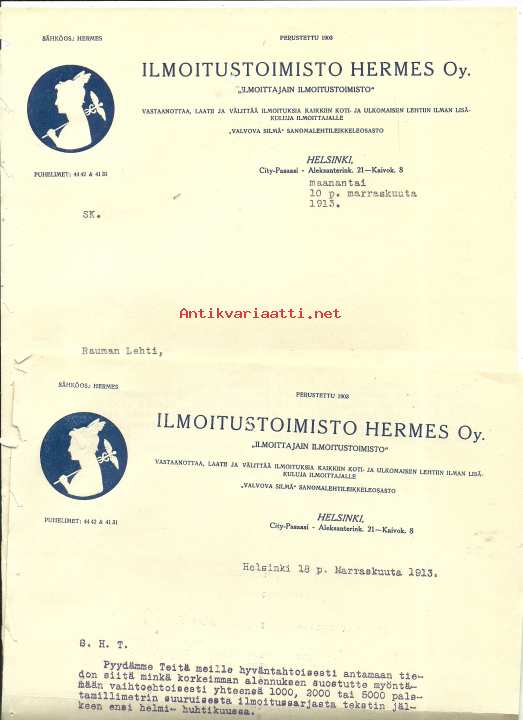 SÄHKÖOS.: HERMES
PERUSTETTU 1903
ILMOITUSTOIMISTO HERMES Oy.
„ILMOITTAJAIN ILMOITUSTOIMISTO"
VASTAANOTTAA, LAATII JA VÄLITTÄÄ ILMOITUKSIA KAIKKIIN KOTI- JA ULKOMAISEN LEHTIIN ILMAN LISÄ-
KULUJA ILMOITTAJALLE
„VALVOVA SILMÄ" SANOMALEHTILEIKKELEOSASTO
PUHELIMET: 44 42 & 41 31
HELSINKI,
City-Passasi - Aleksanterink. 21—Kaivok. 8
maanantai
10 p. marraskuuta
1913.
SK.
Antikvariaatti.net
Rauman Lehti,
SÄHKÖOS.: HERMES
PERUSTETTU 1903
ILMOITUSTOIMISTO HERMES Oy.
„ILMOITTAJAIN ILMOITUSTOIMISTO"
VASTAANOTTAA, LAATII JA VÄLITTÄÄ ILMOITUKSIA KAIKKIIN KOTI- JA ULKOMAISEN LEHTIIN ILMAN LISÄ-
KULUJA ILMOITTAJALLE
„VALVOVA SILMÄ" SANOMALEHTILEIKKELEOSASTO
PUHELIMET: 44 42 & 41 31
HELSINKI,
City-Passasi - Aleksanterink. 21—Kaivok. 8
Helsinki 18 p. Marraskuuta 1913.
S. H. T.
Pyydämme Teitä meille hyväntahtoisesti antamaan tie-
don siitä minkä korkeimman alennuksen suostutte myöntä-
mään vaihtoehtoisesti yhteensä 1000, 2000 tai 5000 pals-
tamillimetrin suuruisesta ilmoitussarjasta tekstin jäl-
keen ensi helmi- huhtikuussa.